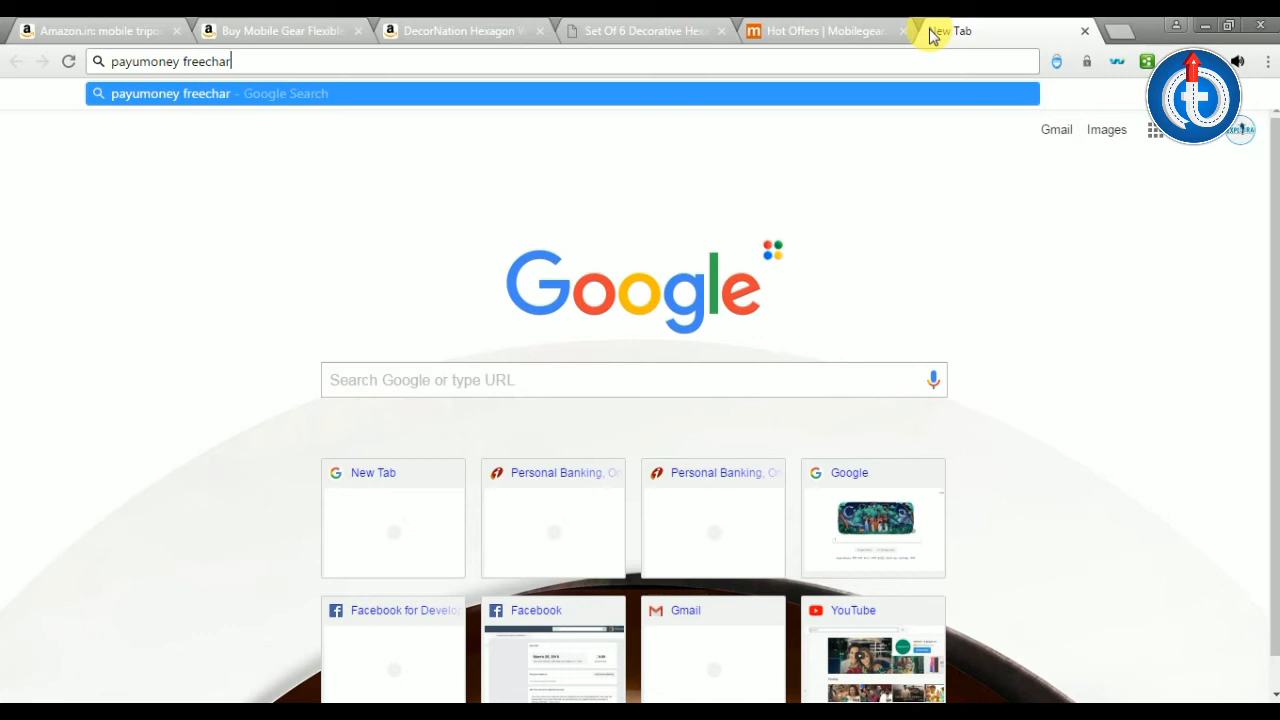 Amazon.in: mobile tripo
Buy Mobile Gear Flexible
DecorNation Hexagon
Set Of 6 Decorative Hex
Hot Offers | Mobilegear
New Tab
payumoney freechar
payumoney freechar - Google Search
Gmail Images
Google
Search Google or type URL
New Tab
Personal Banking, On
Personal Banking, On
Google
Facebook for Develo
Facebook
Gmail
YouTube